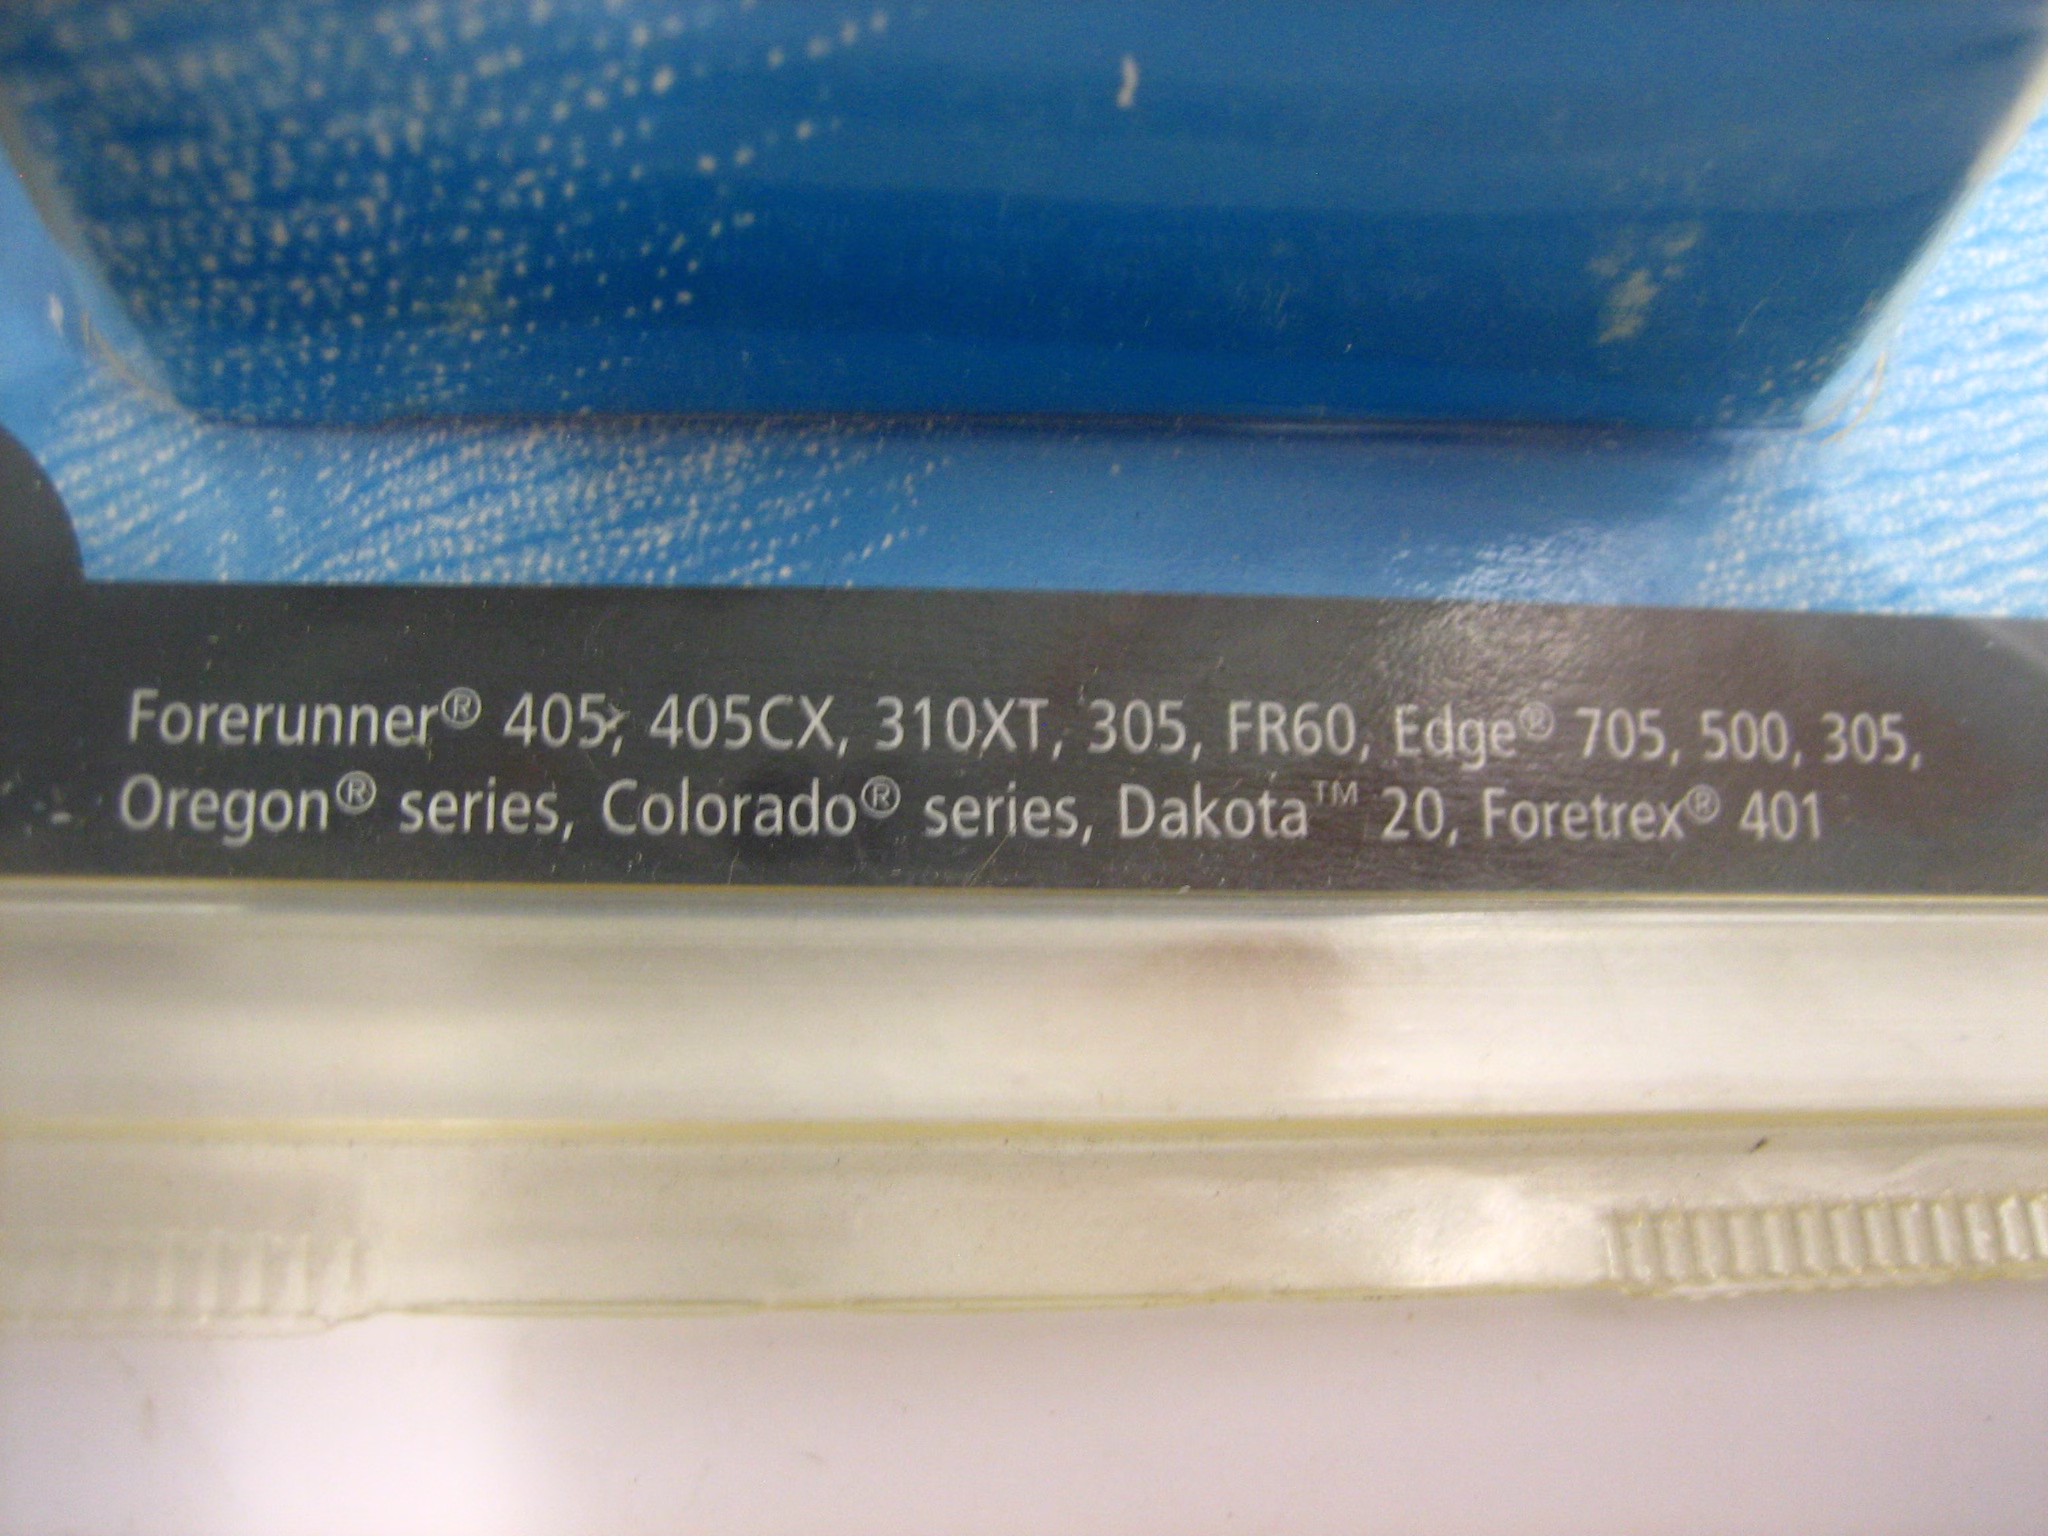 Forerunner® 405, 405CX, 310XT, 305, FR60, Edge® 705, 500, 305,
Oregon® series, Colorado® series, Dakota™ 20, Foretrex® 401